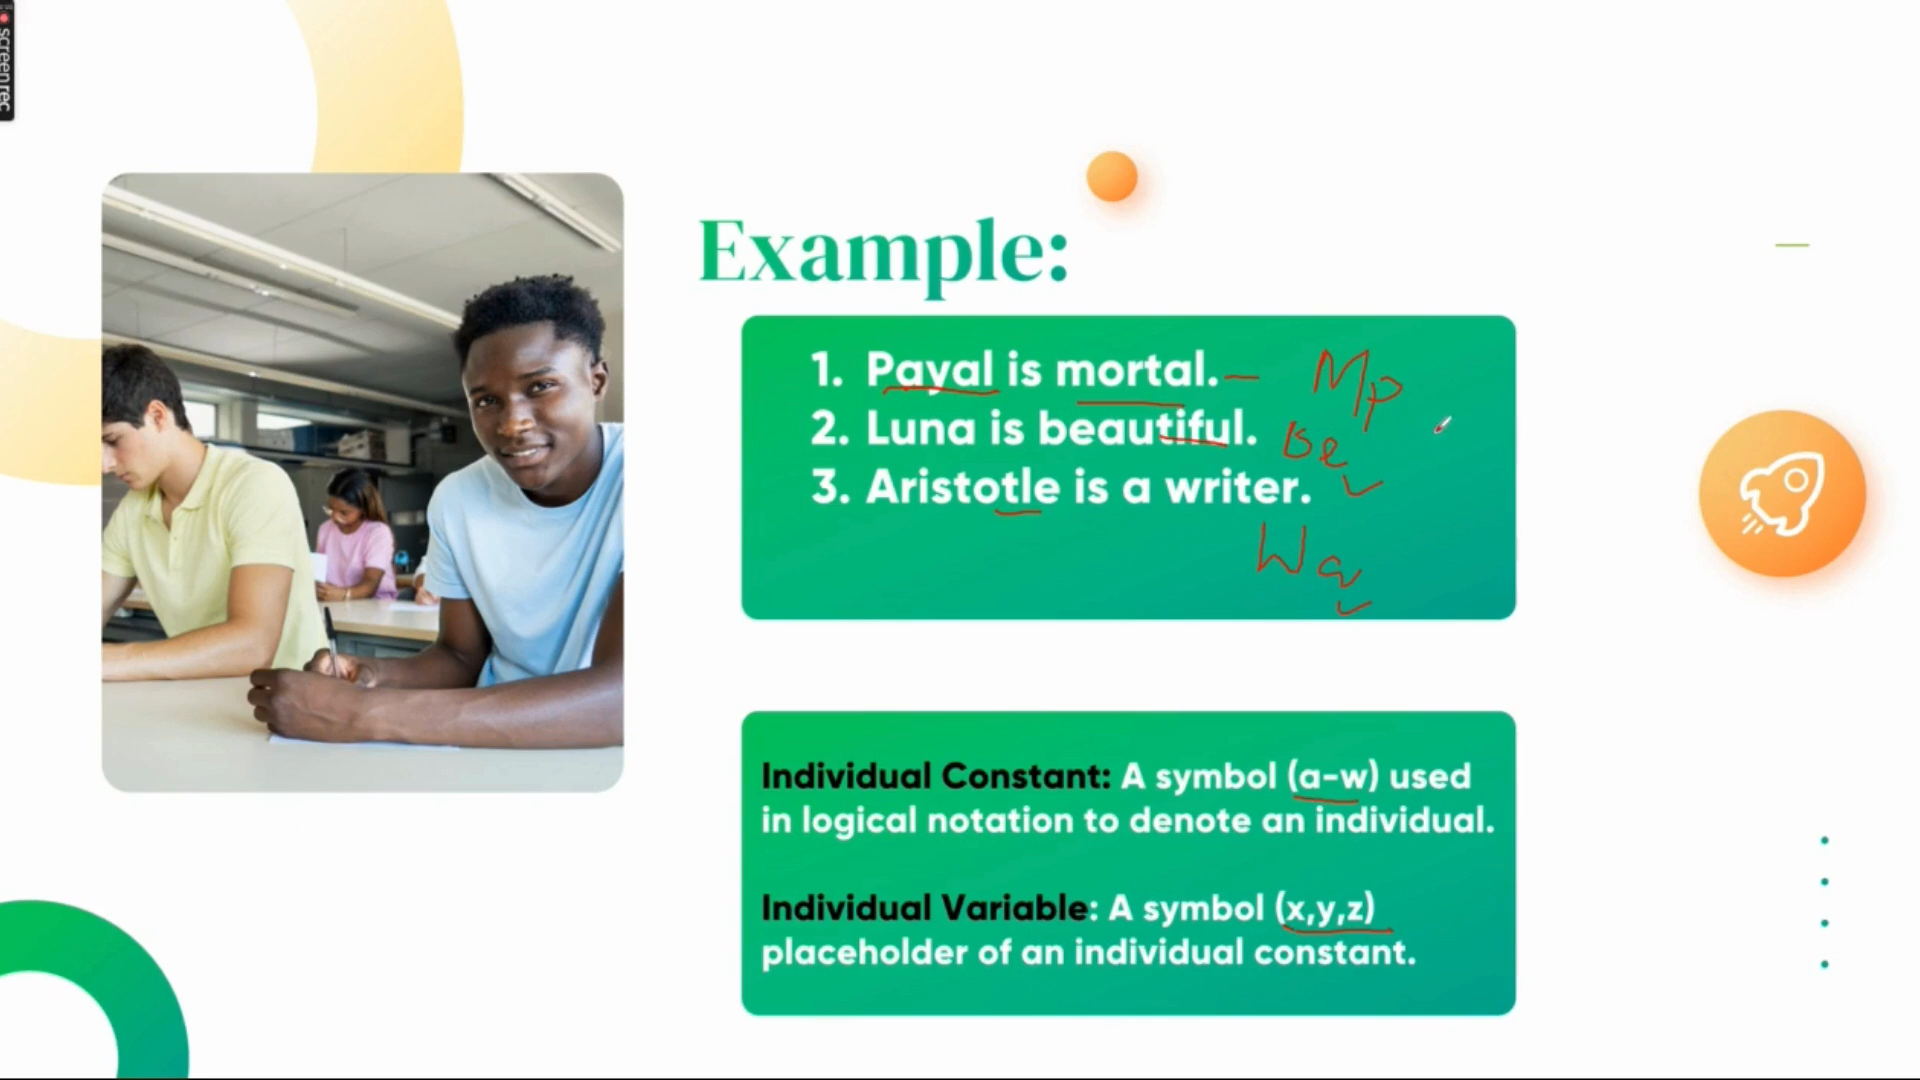 screenrec
Example:
1. Payal is mortal. - Mp
2. Luna is beautiful. Be
3. Aristotle is a writer.
Wa
Individual Constant: A symbol (a-w) used
in logical notation to denote an individual.
Individual Variable: A symbol (x,y,z)
placeholder of an individual constant.